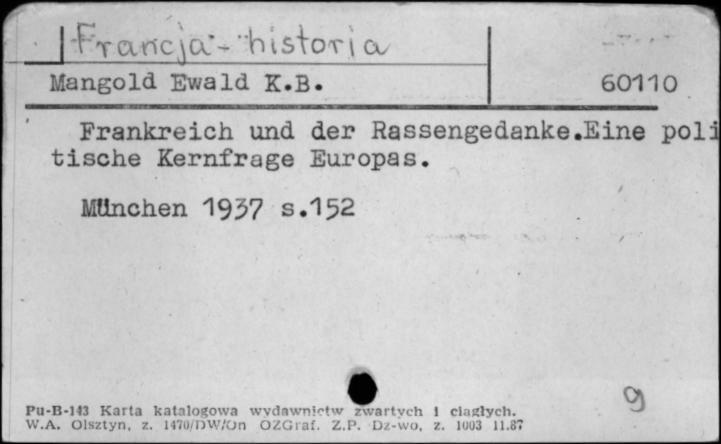 Francja - historia
Mangold Ewald K.B. 60110
Frankreich und der Rassengedanke.Eine poli
tische Kernfrage Europas.
München 1937 s.152
9
Pu-B-143 Karta katalogowa wydawnictw zwartych i ciągłych.
W.A. Olsztyn, z. 1470/DW/On OZGraf. Z.P. Dz-wo, z. 1003 11.87